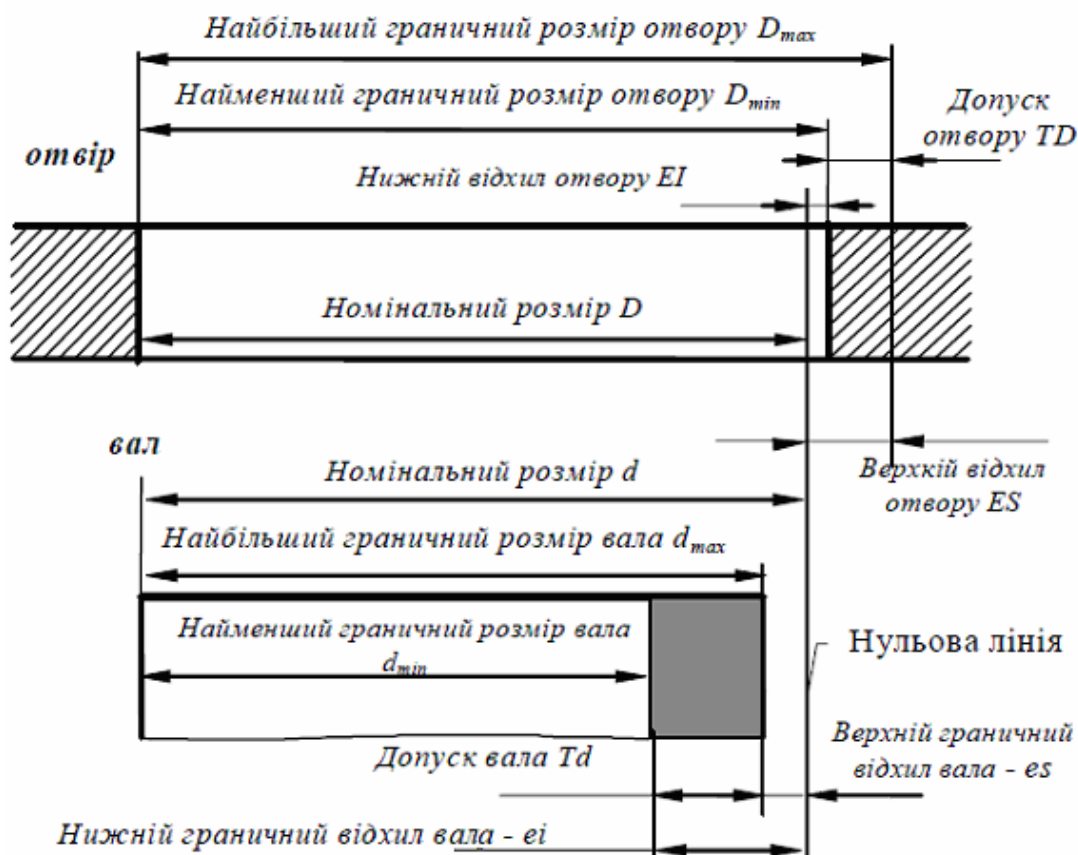 Найбільший граничний розмір отвору Dmax
Найменший граничний розмір отвору Dmin
Допуск
отвору TD
отвір
Нижній відхил отвору EI
Номінальний розмір D
вал
Номінальний розмір d
Верхкій відхил
отвору ES
Найбільший граничний розмір вала dmax
Найменший граничний розмір вала
dmin
Нульова лінія
Верхній граничний
відхил вала - es
Допуск вала Td
Нижній граничний відхил вала - ei